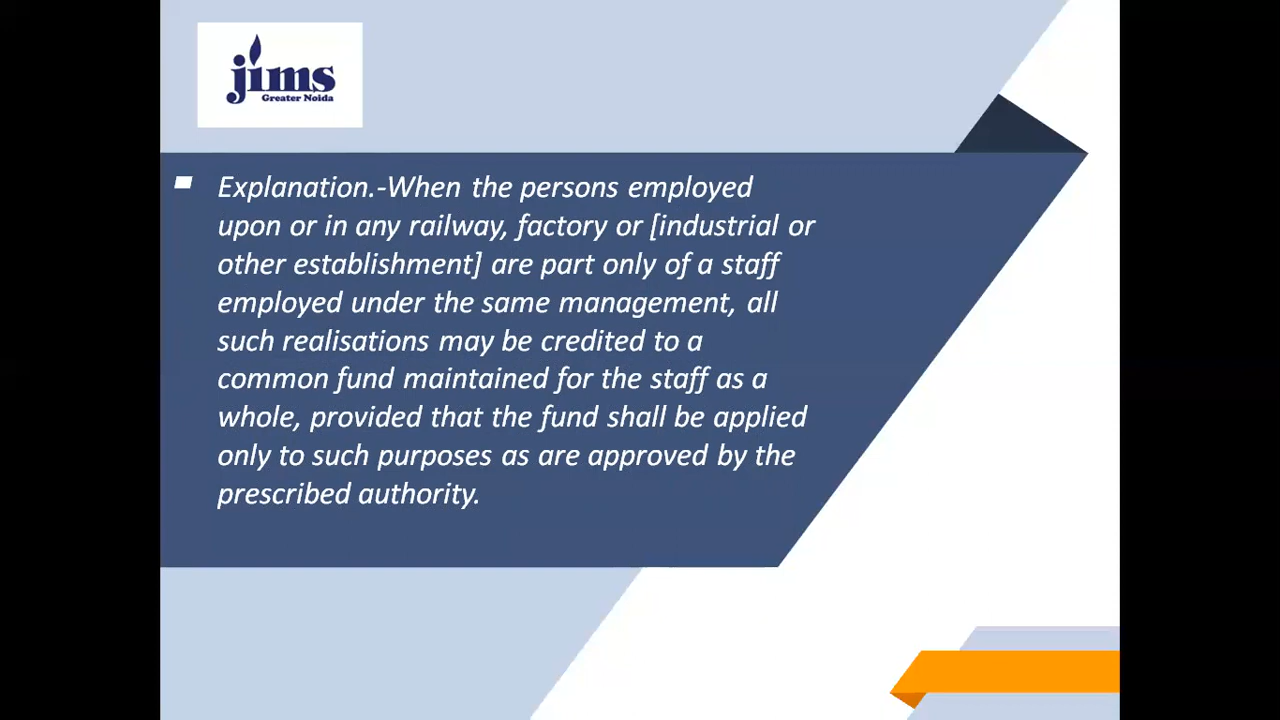 jims
Greater Noida
Explanation.-When the persons employed
upon or in any railway, factory or [industrial or
other establishment] are part only of a staff
employed under the same management, all
such realisations may be credited to a
common fund maintained for the staff as a
whole, provided that the fund shall be applied
only to such purposes as are approved by the
prescribed authority.